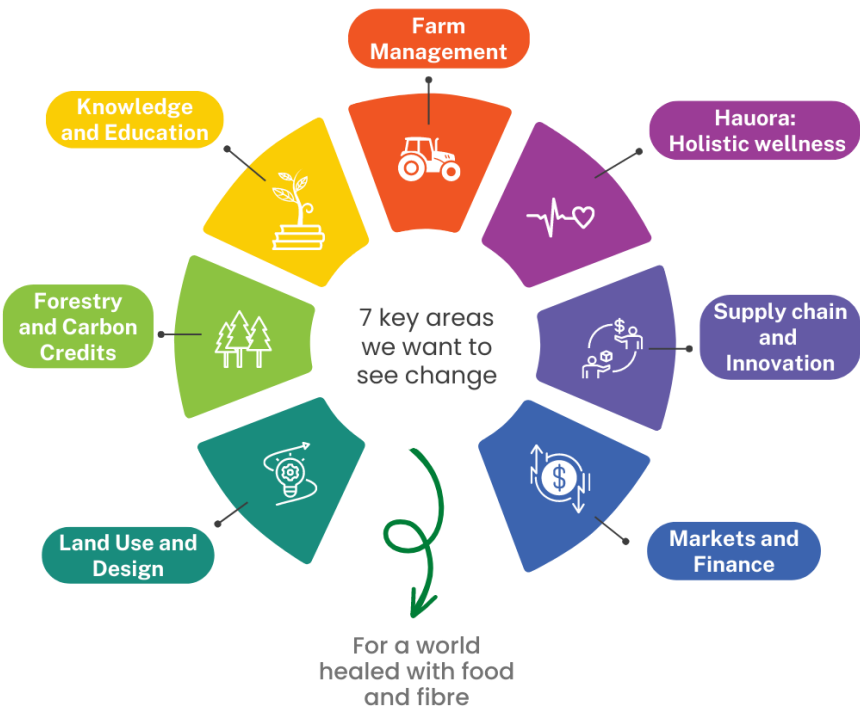 Farm
Management
Knowledge
and Education
Hauora:
Holistic wellness
Forestry
and Carbon
Credits
7 key areas
we want to
see change
Supply chain
and
Innovation
$
$
Land Use and
Design
Markets and
Finance
For a world
healed with food
and fibre